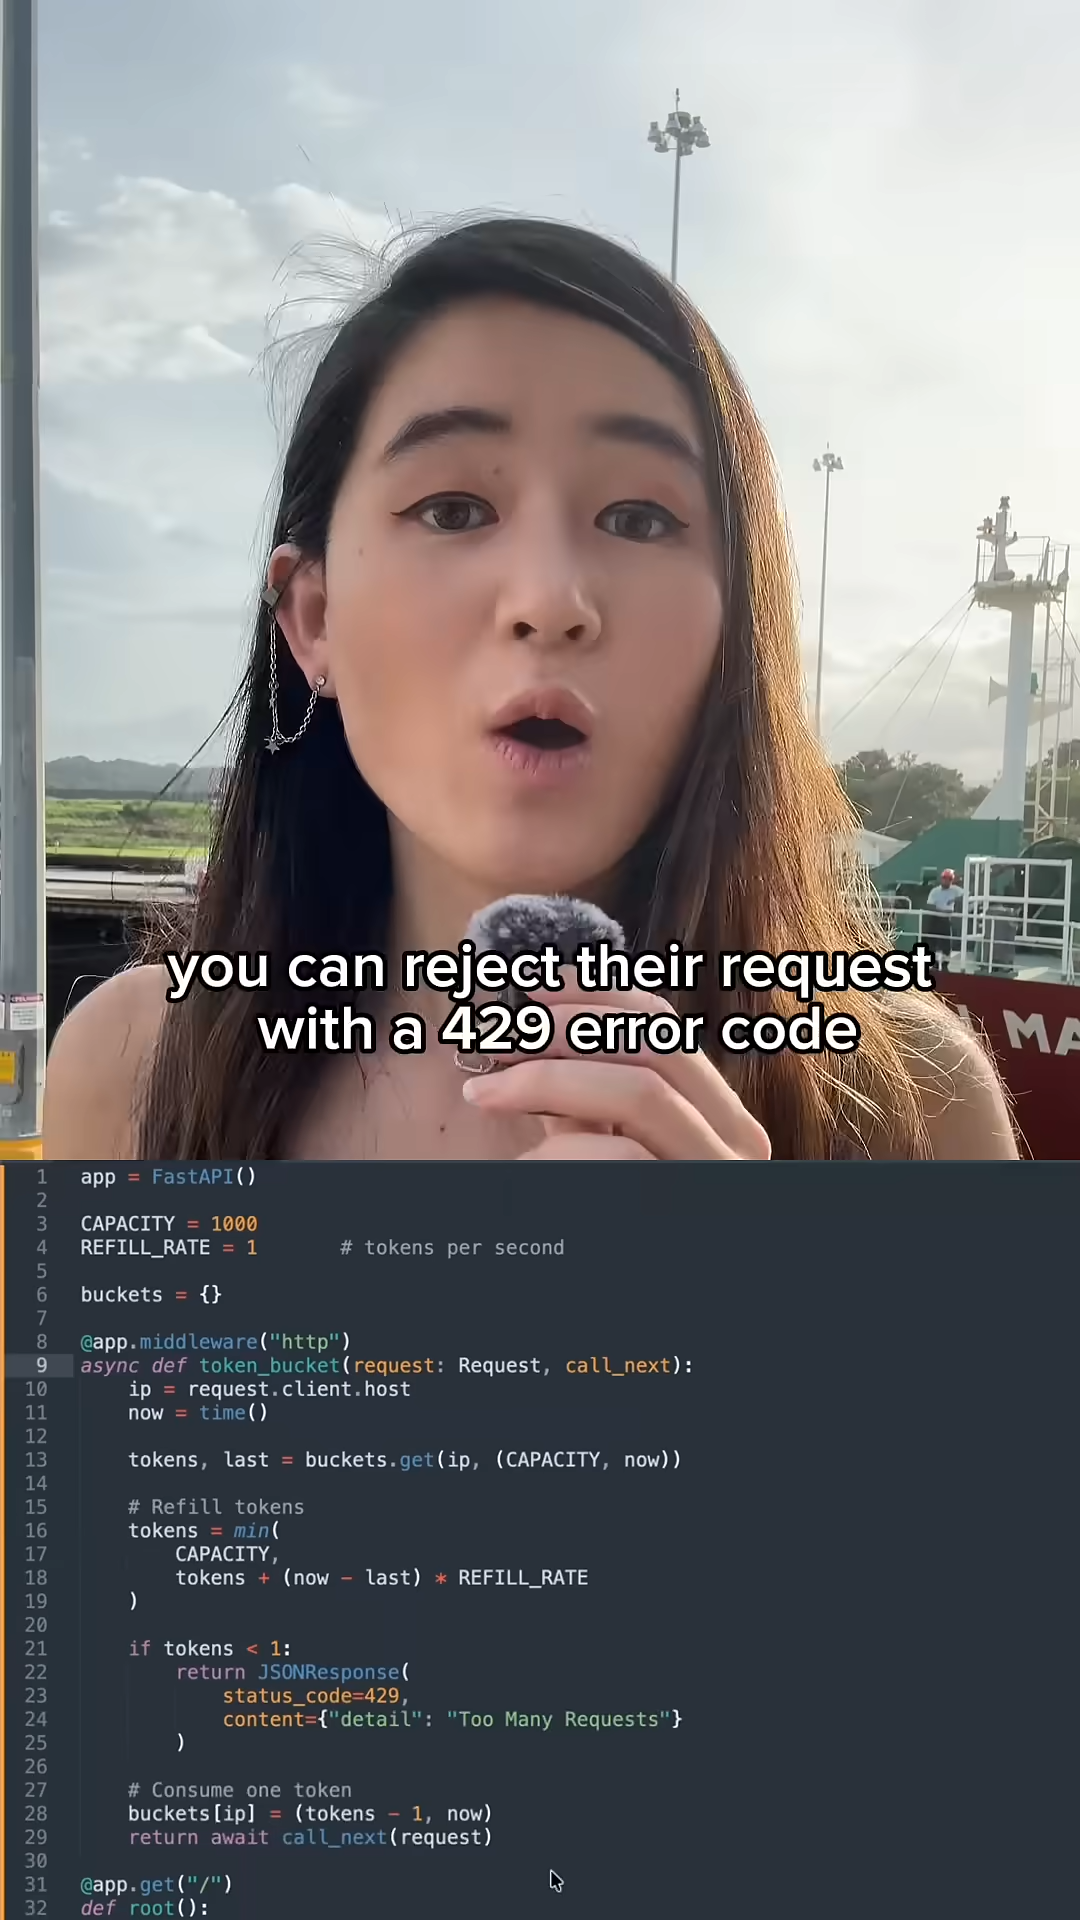 you can reject their request
with a 429 error code
MA
1 app = FastAPI()
2
3 CAPACITY = 1000
4 REFILL_RATE = 1       # tokens per second
5
6 buckets = {}
7
8 @app.middleware("http")
9 async def token_bucket(request: Request, call_next):
10     ip = request.client.host
11     now = time()
12
13     tokens, last = buckets.get(ip, (CAPACITY, now))
14
15     # Refill tokens
16     tokens = min(
17         CAPACITY,
18         tokens + (now - last) * REFILL_RATE
19     )
20
21     if tokens < 1:
22         return JSONResponse(
23             status_code=429,
24             content={"detail": "Too Many Requests"}
25         )
26
27     # Consume one token
28     buckets[ip] = (tokens - 1, now)
29     return await call_next(request)
30
31 @app.get("/")
32 def root():